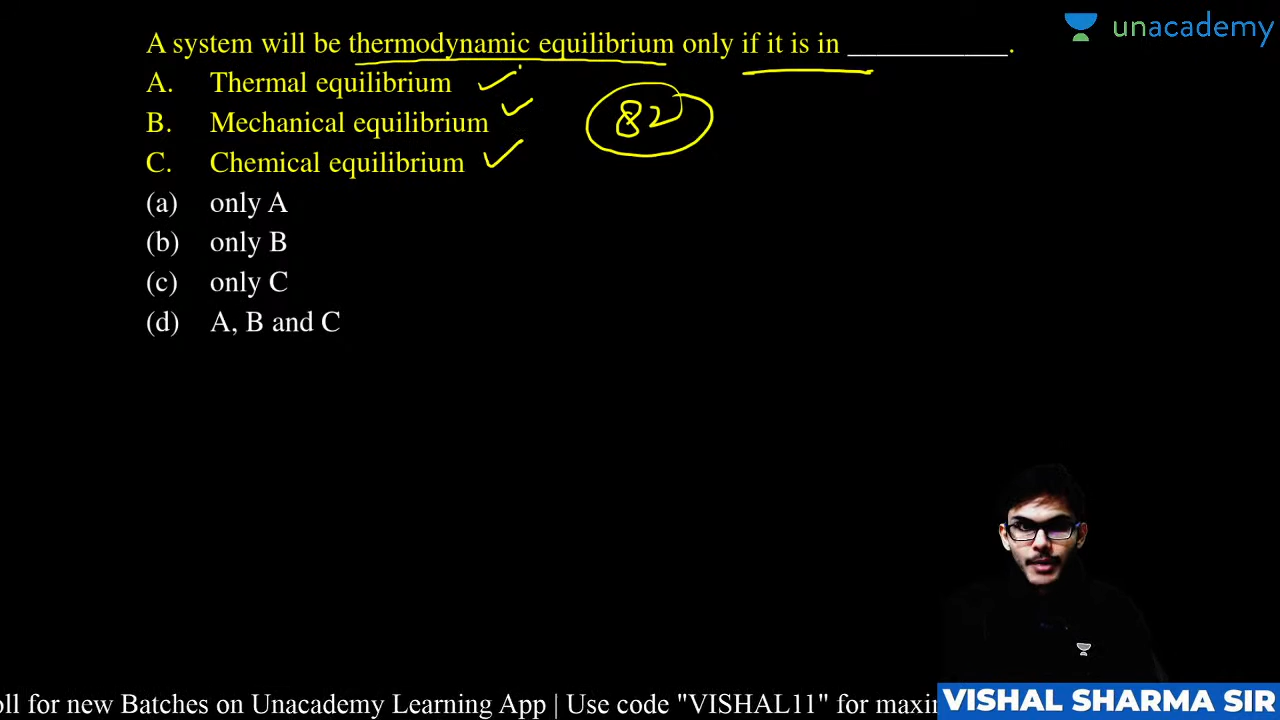 unacademy
A system will be thermodynamic equilibrium only if it is in ____________.
A. Thermal equilibrium
B. Mechanical equilibrium
82
C. Chemical equilibrium
(a) only A
(b) only B
(c) only C
(d) A, B and C
oll for new Batches on Unacademy Learning App | Use code "VISHAL11" for maxi
VISHAL SHARMA SIR